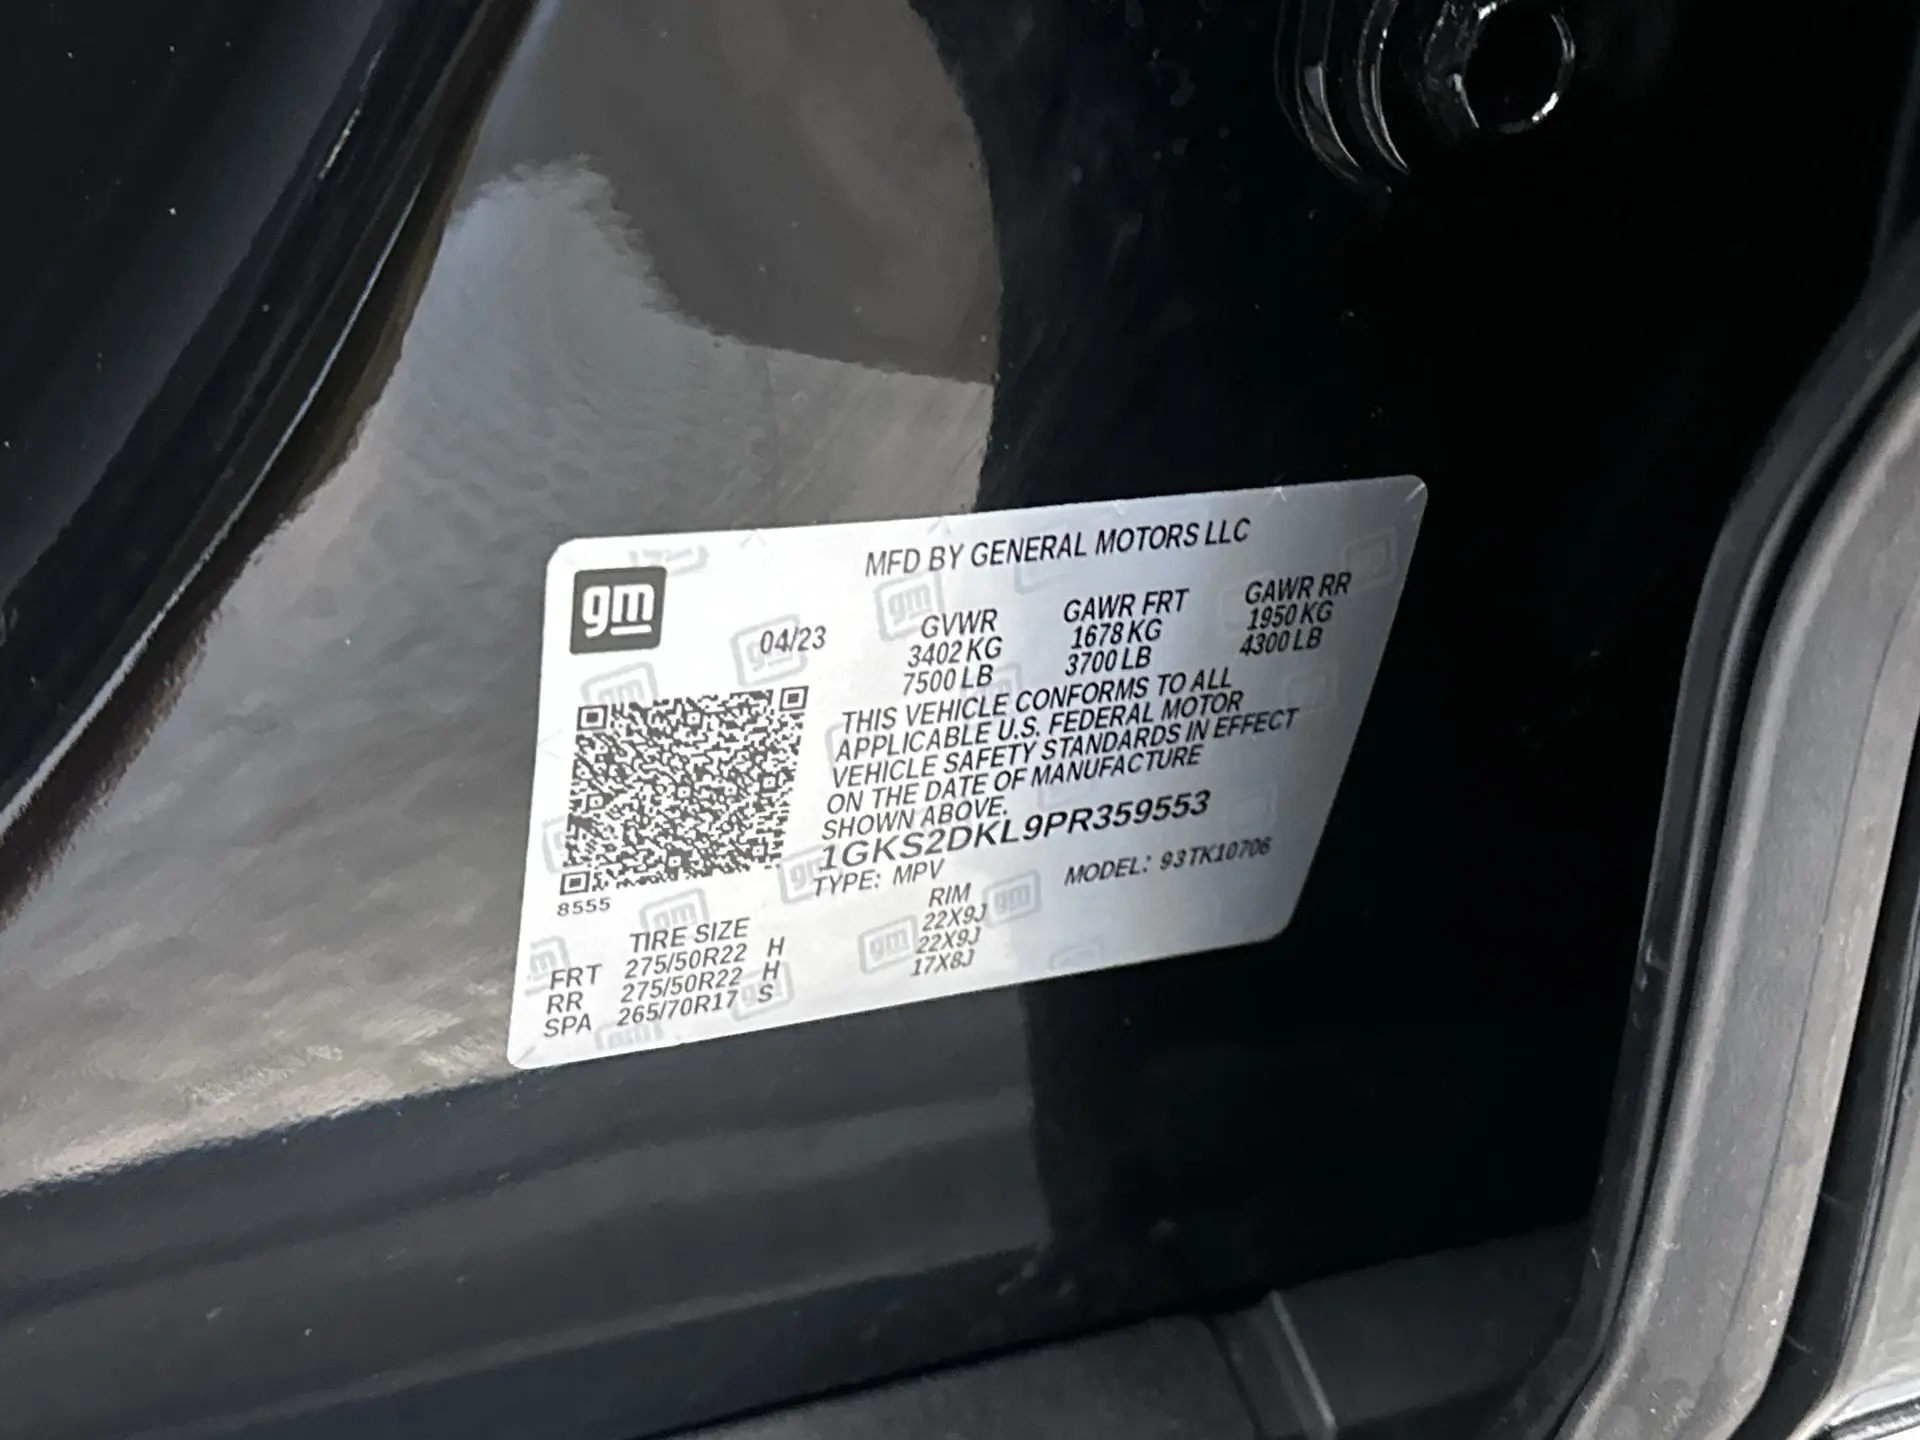 gm
MFD BY GENERAL MOTORS LLC
04/23
GVWR
3402 KG
7500 LB
GAWR FRT
1678 KG
3700 LB
GAWR RR
1950 KG
4300 LB
THIS VEHICLE CONFORMS TO ALL
APPLICABLE U.S. FEDERAL MOTOR
VEHICLE SAFETY STANDARDS IN EFFECT
ON THE DATE OF MANUFACTURE
SHOWN ABOVE.
1GKS2DKL9PR359553
TYPE: MPV
MODEL: 93TK10706
8555
TIRE SIZE
RIM
FRT 275/50R22 H 22X9J
RR 275/50R22 H 22X9J
SPA 265/70R17 S 17X8J